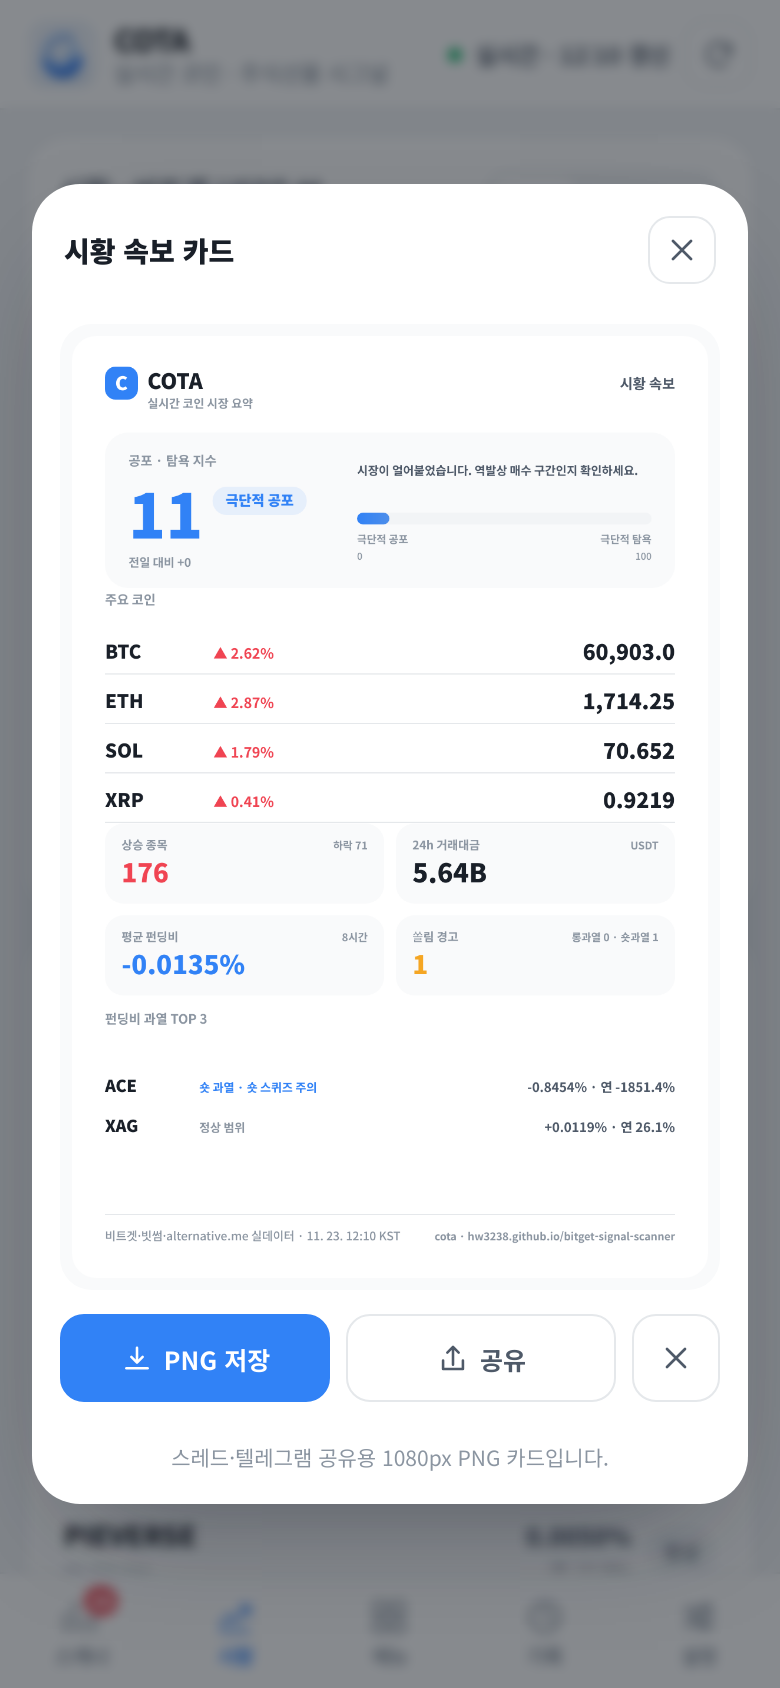 COTA
시황 속보 카드
C COTA
실시간 코인 시장 요약
시황 속보
공포 · 탐욕 지수
11 극단적 공포
전일 대비 +0
시장이 얼어붙었습니다. 역발상 매수 구간인지 확인하세요.
극단적 공포 극단적 탐욕
0 100
주요 코인
BTC ▲ 2.62% 60,903.0
ETH ▲ 2.87% 1,714.25
SOL ▲ 1.79% 70.652
XRP ▲ 0.41% 0.9219
상승 종목 하락 71
176
24h 거래대금 USDT
5.64B
평균 펀딩비 8시간
-0.0135%
쏠림 경고 롱과열 0 · 숏과열 1
1
펀딩비 과열 TOP 3
ACE 숏 과열 · 숏 스퀴즈 주의 -0.8454% · 연 -1851.4%
XAG 정상 범위 +0.0119% · 연 26.1%
비트겟·빗썸·alternative.me 실데이터 · 11. 23. 12:10 KST cota · hw3238.github.io/bitget-signal-scanner
PNG 저장
공유
스레드·텔레그램 공유용 1080px PNG 카드입니다.
PIEVERSE